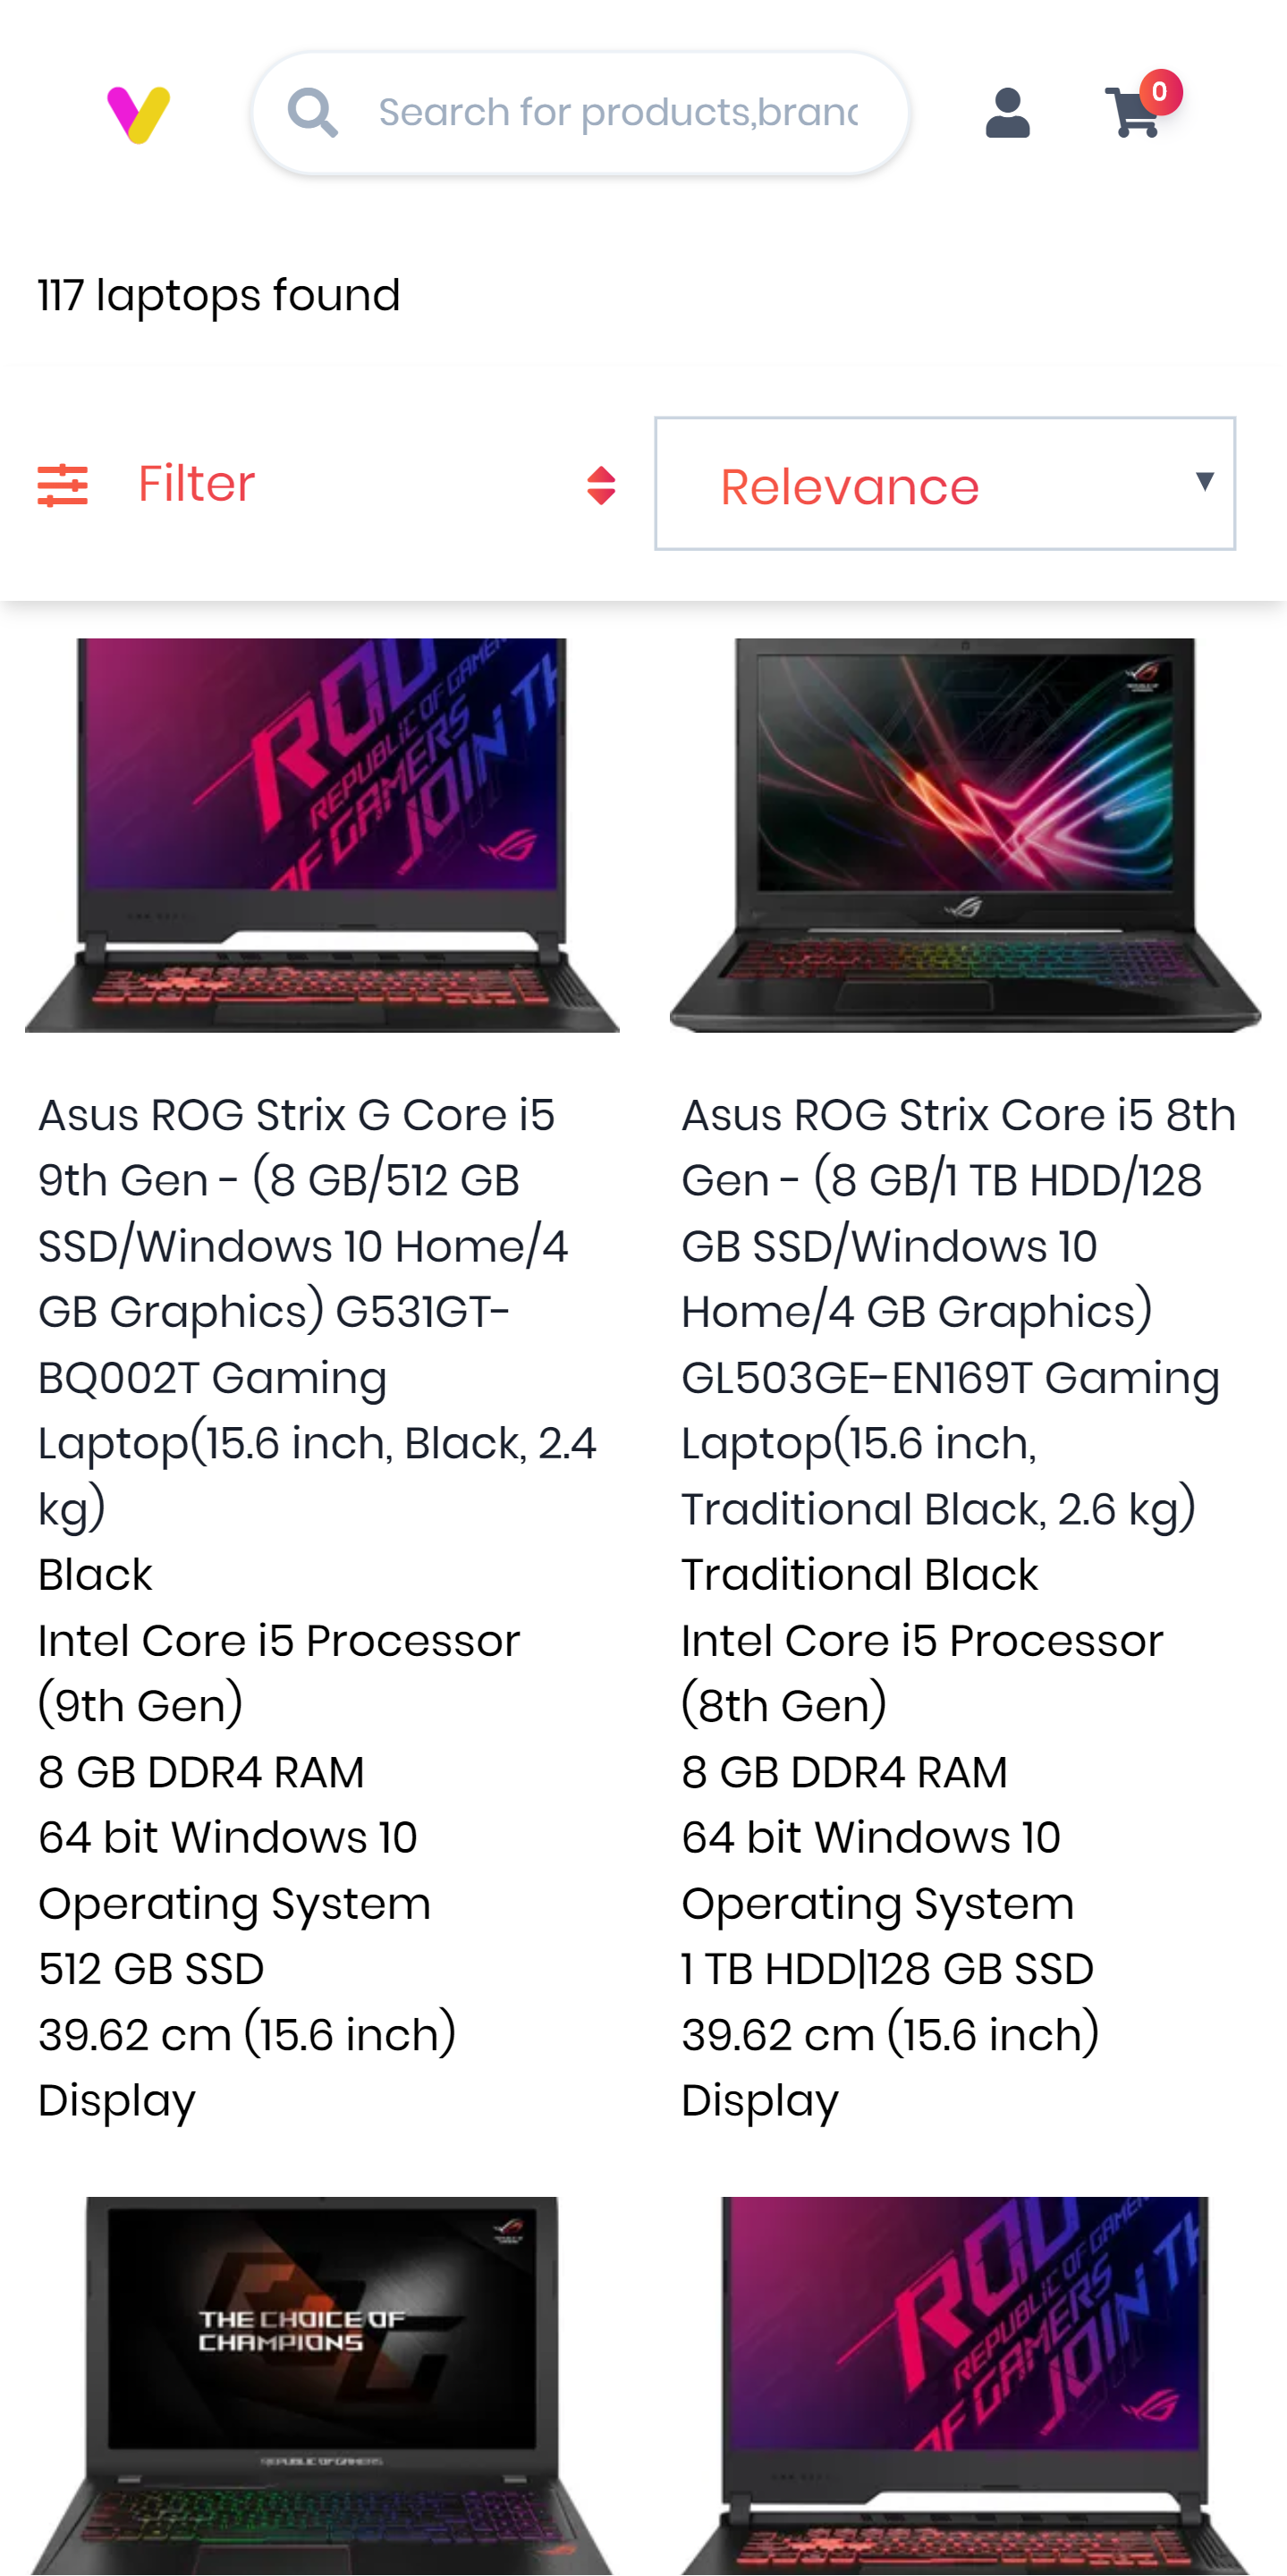 Search for products,branc
0
117 laptops found
Filter
Relevance
REPUBLIC OF GAMERS
JOIN TH
Asus ROG Strix G Core i5
9th Gen - (8 GB/512 GB
SSD/Windows 10 Home/4
GB Graphics) G531GT-
BQ002T Gaming
Laptop(15.6 inch, Black, 2.4
kg)
Black
Intel Core i5 Processor
(9th Gen)
8 GB DDR4 RAM
64 bit Windows 10
Operating System
512 GB SSD
39.62 cm (15.6 inch)
Display
Asus ROG Strix Core i5 8th
Gen - (8 GB/1 TB HDD/128
GB SSD/Windows 10
Home/4 GB Graphics)
GL503GE-EN169T Gaming
Laptop(15.6 inch,
Traditional Black, 2.6 kg)
Traditional Black
Intel Core i5 Processor
(8th Gen)
8 GB DDR4 RAM
64 bit Windows 10
Operating System
1 TB HDD|128 GB SSD
39.62 cm (15.6 inch)
Display
THE CHOICE OF
CHAMPIONS
REPUBLIC OF GAMERS
REPUBLIC OF GAMERS
JOIN TH